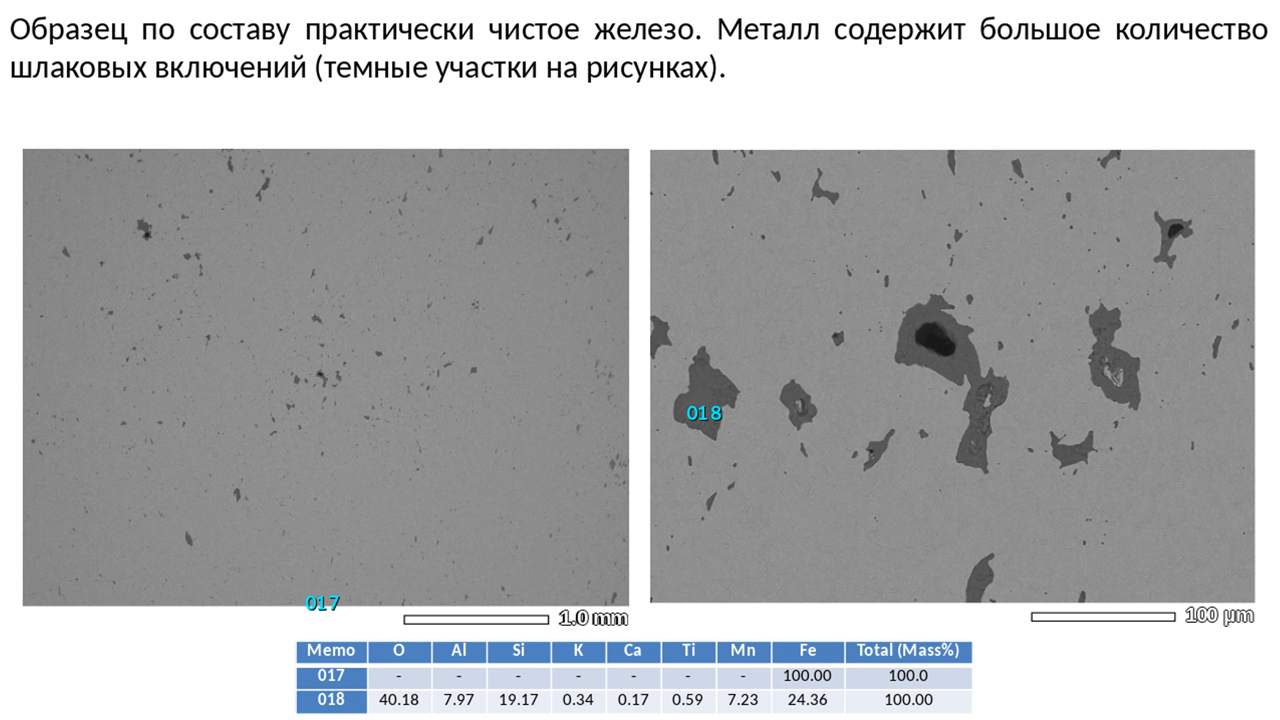 Образец по составу практически чистое железо. Металл содержит большое количество
шлаковых включений (темные участки на рисунках).
018
017
1.0 mm
100 µm
Memo O Al Si K Ca Ti Mn Fe Total (Mass%)
017 - - - - - - - 100.00 100.0
018 40.18 7.97 19.17 0.34 0.17 0.59 7.23 24.36 100.00